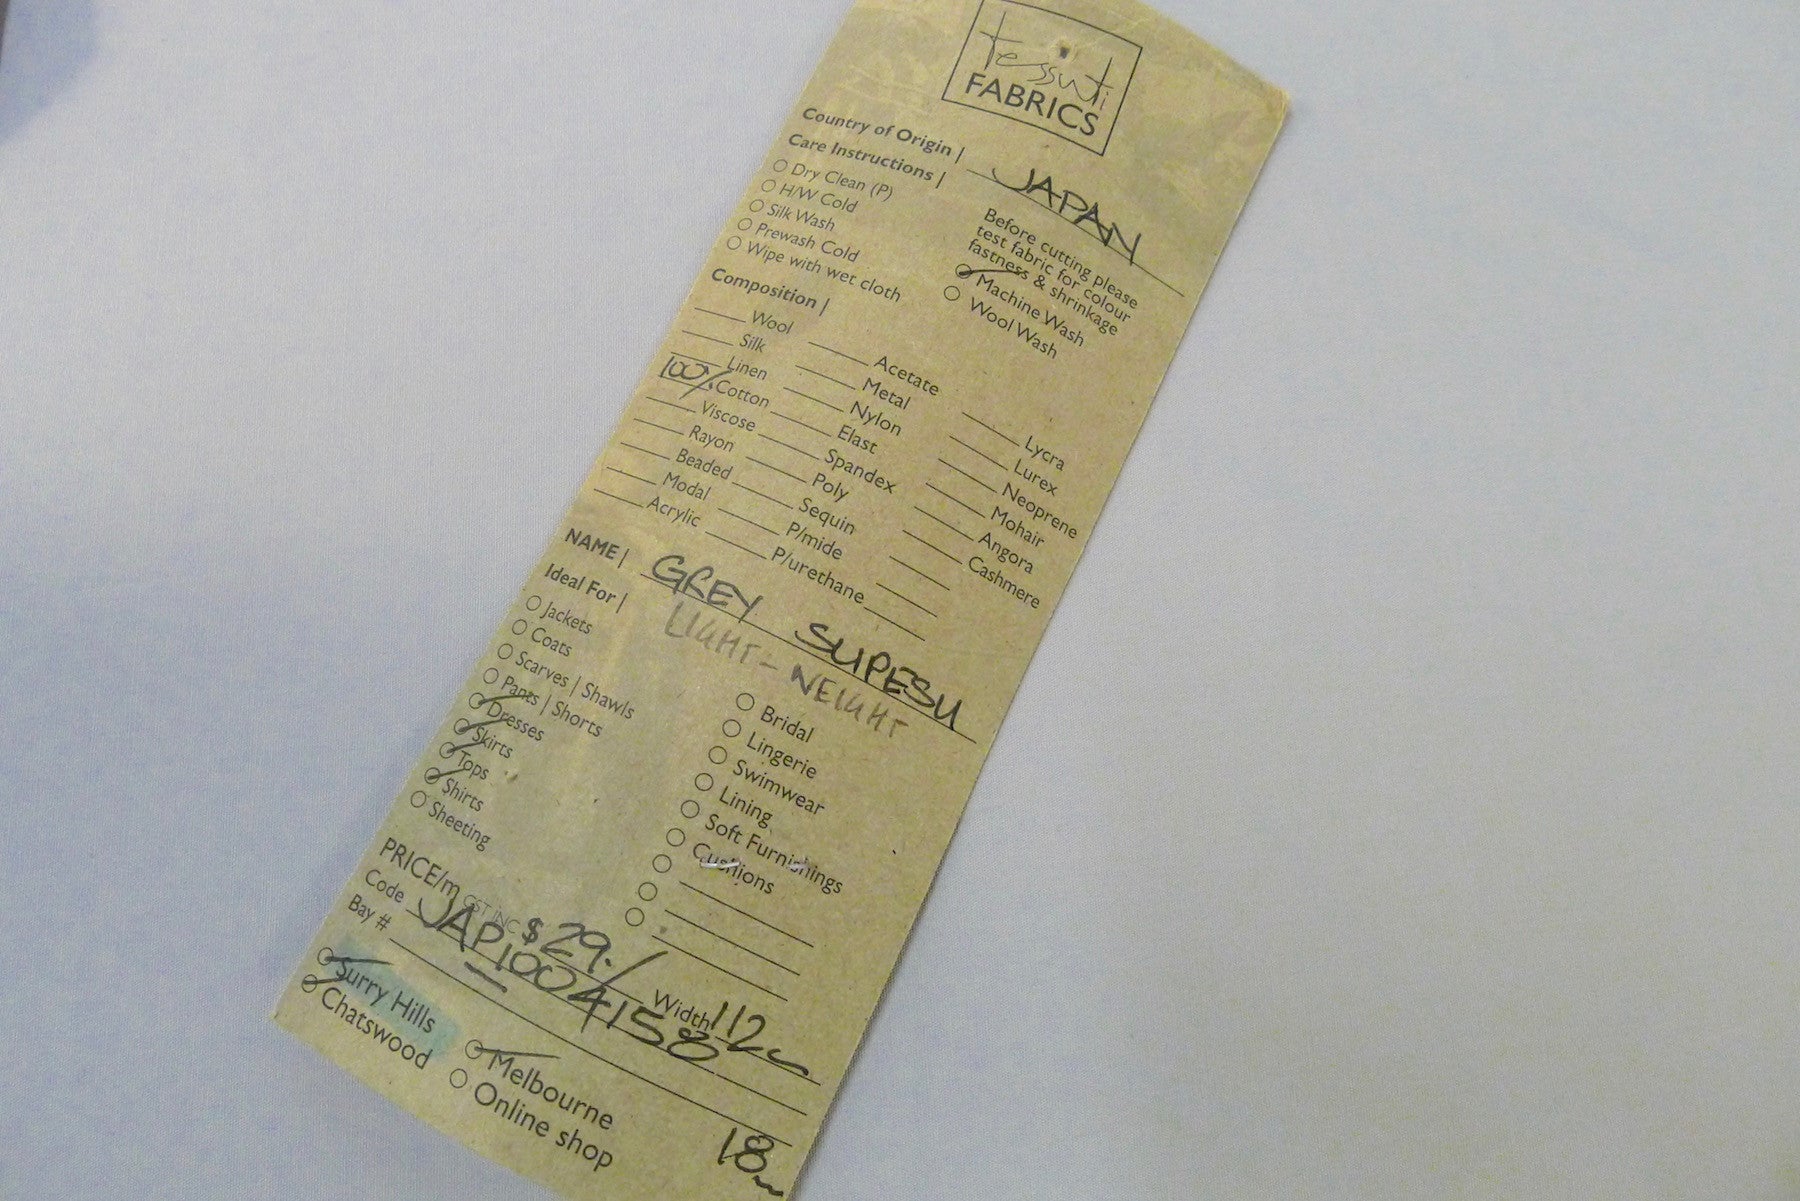 tessuti
FABRICS
Country of Origin | JAPAN
Care Instructions |
Dry Clean (P)
H/W Cold
Silk Wash
Prewash Cold
Wipe with wet cloth
Before cutting please
test fabric for colour
fastness & shrinkage
Machine Wash
Wool Wash
Composition |
Wool
Silk
Linen
100% Cotton
Viscose
Rayon
Beaded
Modal
Acrylic
Acetate
Metal
Nylon
Elast
Spandex
Poly
Sequin
P/mide
P/urethane
Lycra
Lurex
Neoprene
Mohair
Angora
Cashmere
NAME | GREY SUPESU
LIGHT-WEIGHT
Ideal For |
Jackets
Coats
Scarves | Shawls
Pants | Shorts
Dresses
Skirts
Tops
Shirts
Sheeting
Bridal
Lingerie
Swimwear
Lining
Soft Furnishings
Cushions
PRICE/m GST INC $29./ Width 112
Code JAP1004158
Bay #
Surry Hills
Chatswood
Melbourne
Online shop
18m